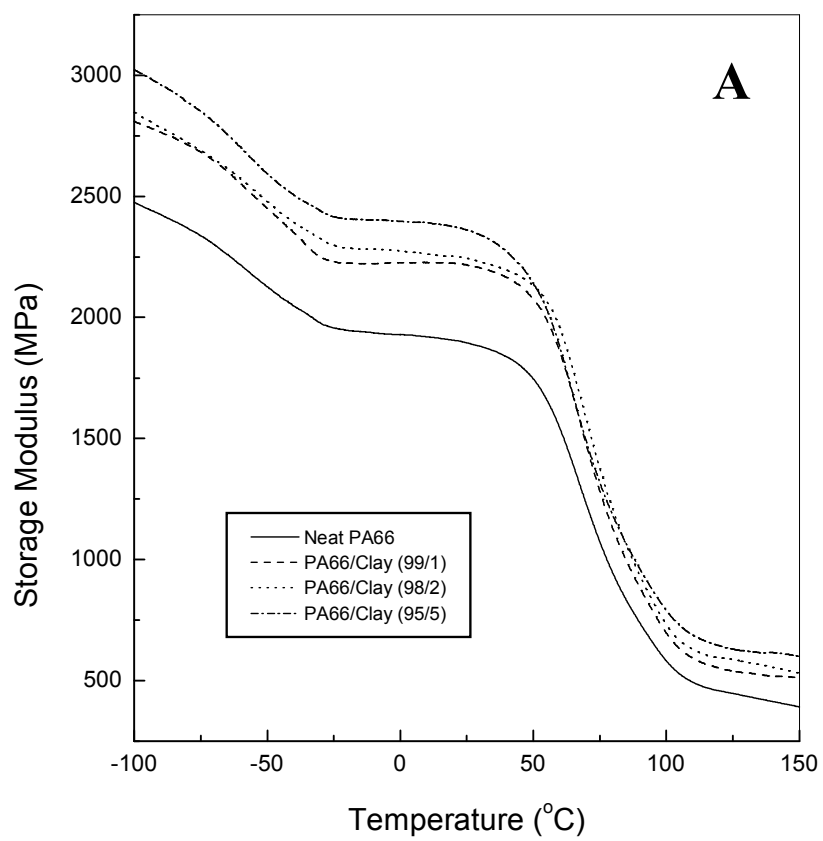 A
3000
2500
2000
1500
1000
500
Storage Modulus (MPa)
Neat PA66
PA66/Clay (99/1)
PA66/Clay (98/2)
PA66/Clay (95/5)
-100 -50 0 50 100 150
Temperature (°C)